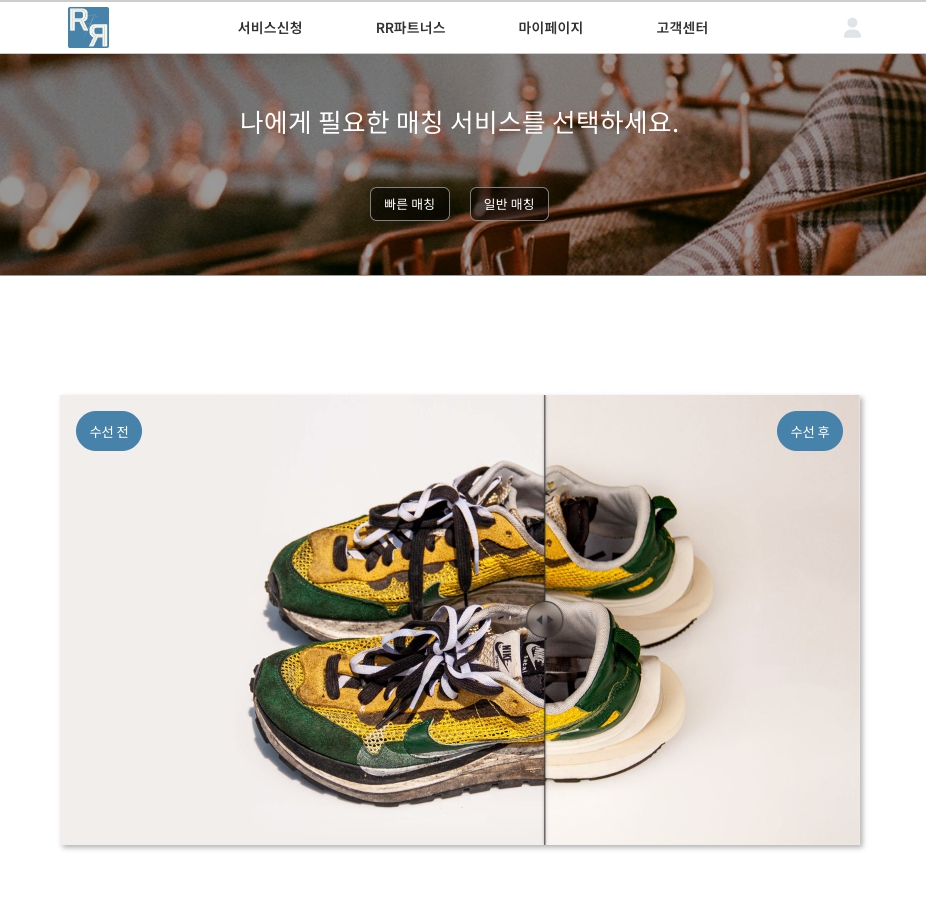 RR
서비스신청
RR파트너스
마이페이지
고객센터
나에게 필요한 매칭 서비스를 선택하세요.
빠른 매칭
일반 매칭
수선 전
수선 후
NIKE